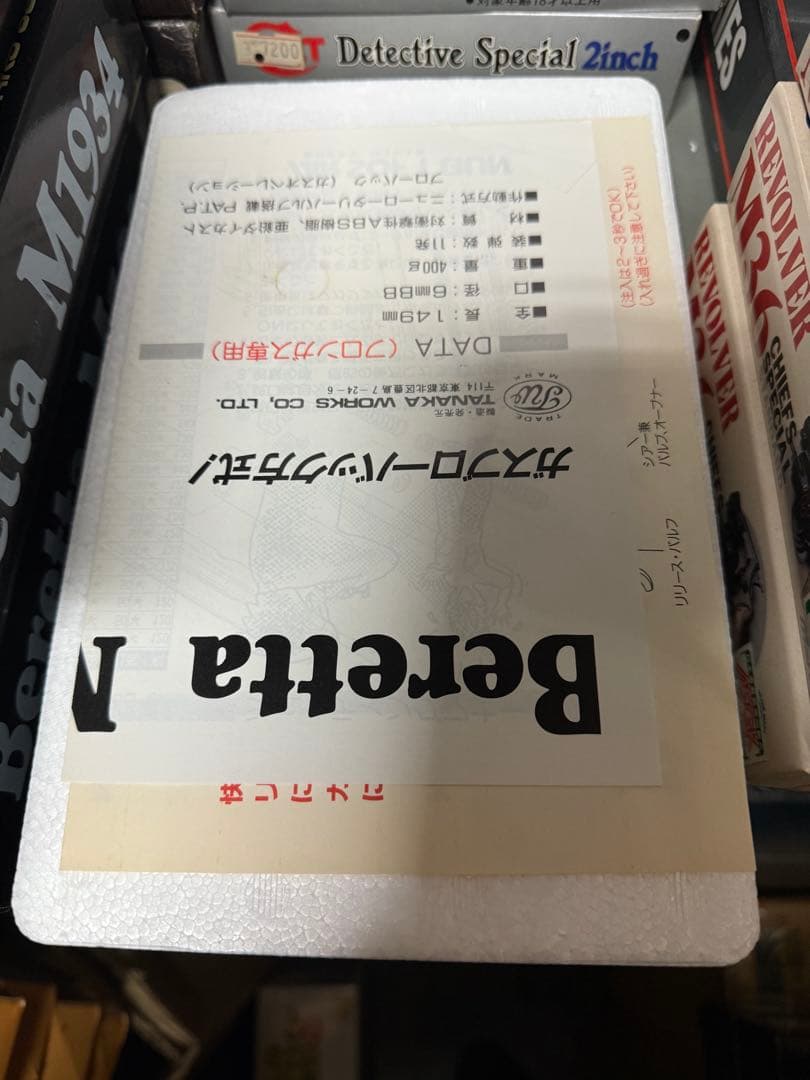 Detective Special 2inch
7200
M1934
Beretta M
ガスブローバック方式!
TRADE
TW
MARK
製造・発売元
TANAKA WORKS CO, LTD.
〒114 東京都北区豊島7-24-6
DATA (フロンガス専用)
■全長:149㎜
■口径:6㎜BB
■重量:400g
■装弾数:11発
■材質:対衝撃性ABS樹脂、亜鉛ダイカスト
■作動方式:ニューロータリーバルブ搭載 PAT.P.
ブローバック(ガスオペレーション)
(注入は2~3秒でOK)
(入れ過ぎに注意して下さい)
シアー兼
バルブオープナー
リリース・バルブ
REVOLVER
M36
CHIEFS
SPECIAL
REVOLVER